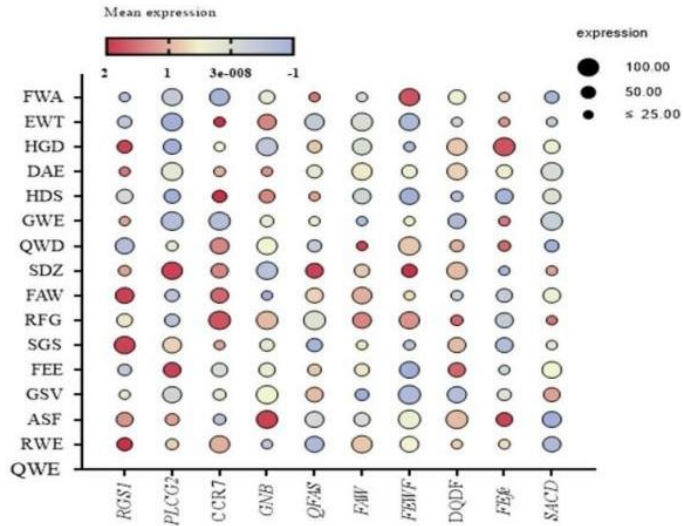 Mean expression
2 1 3e-008 -1
expression
100.00
50.00
≤ 25.00
FWA
EWT
HGD
DAE
HDS
GWE
QWD
SDZ
FAW
RFG
SGS
FEE
GSV
ASF
RWE
QWE
RGS1
PLCG2
CCR7
GNB
QFAS
FAW
FEWF
DQDF
FEfe
SACD